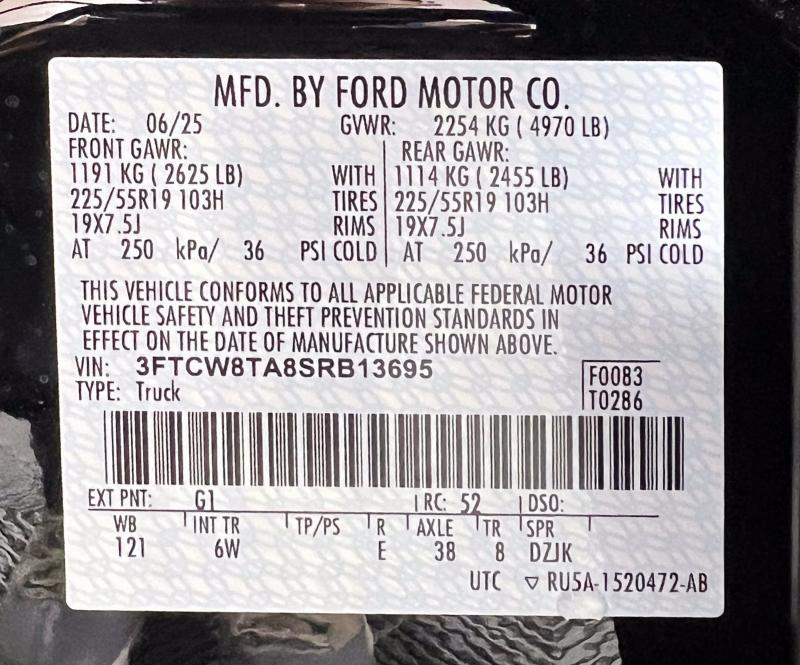 MFD. BY FORD MOTOR CO.
DATE: 06/25 GVWR: 2254 KG ( 4970 LB)
FRONT GAWR: REAR GAWR:
1191 KG ( 2625 LB) WITH 1114 KG ( 2455 LB) WITH
225/55R19 103H TIRES 225/55R19 103H TIRES
19X7.5J RIMS 19X7.5J RIMS
AT 250 kPa/ 36 PSI COLD AT 250 kPa/ 36 PSI COLD
THIS VEHICLE CONFORMS TO ALL APPLICABLE FEDERAL MOTOR
VEHICLE SAFETY AND THEFT PREVENTION STANDARDS IN
EFFECT ON THE DATE OF MANUFACTURE SHOWN ABOVE.
VIN: 3FTCW8TA8SRB13695
TYPE: Truck
F0083
T0286
EXT PNT: G1 RC: 52 DSO:
WB INT TR TP/PS R AXLE TR SPR
121 6W E 38 8 DZJK
UTC ▽ RU5A-1520472-AB